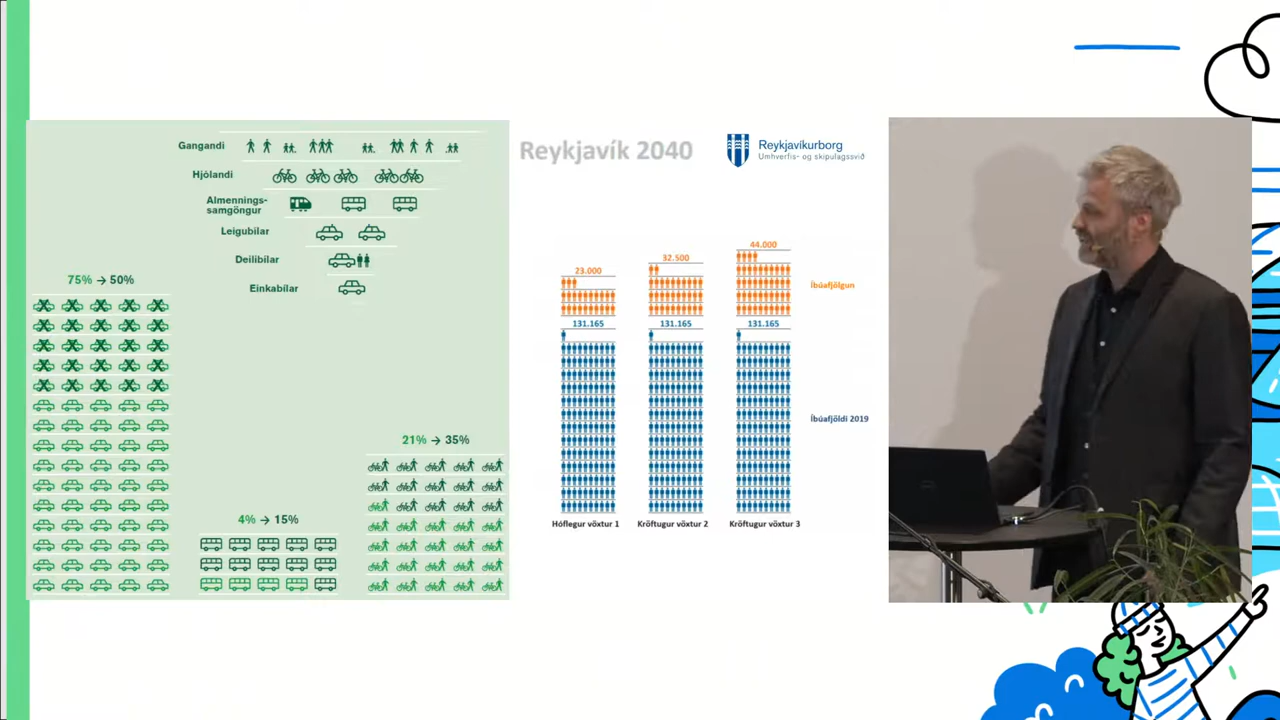 Gangandi
Hjólandi
Almennings-
samgöngur
Leigubílar
Deilibílar
Einkabílar
75% → 50%
4% → 15%
21% → 35%
Reykjavík 2040
Reykjavíkurborg
Umhverfis- og skipulagssvið
23.000
32.500
44.000
Íbúafjölgun
131.165
131.165
131.165
Íbúafjöldi 2019
Hóflegur vöxtur 1
Kröftugur vöxtur 2
Kröftugur vöxtur 3